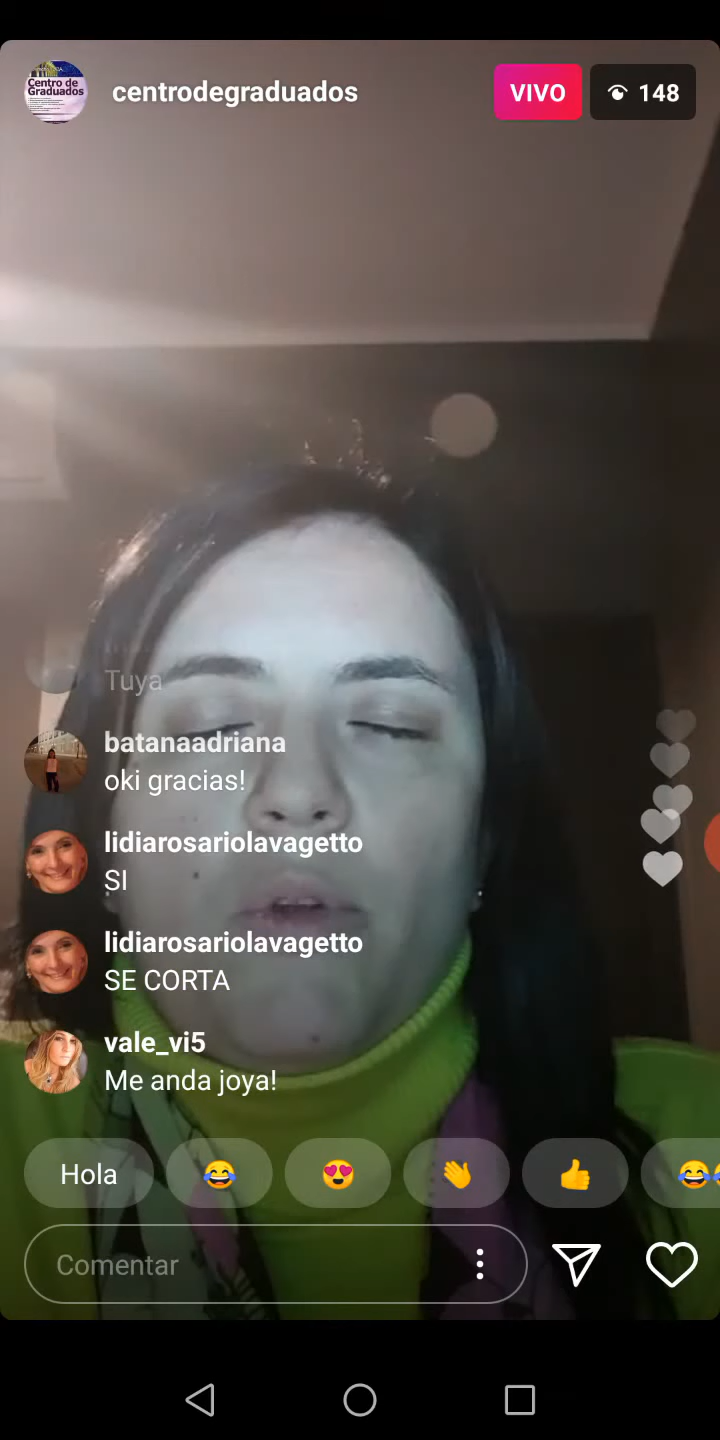 Centro de
Graduados
centrodegraduados
VIVO
148
Tuya
batanaadriana
oki gracias!
lidiarosariolavagetto
SI
lidiarosariolavagetto
SE CORTA
vale_vi5
Me anda joya!
Hola
Comentar